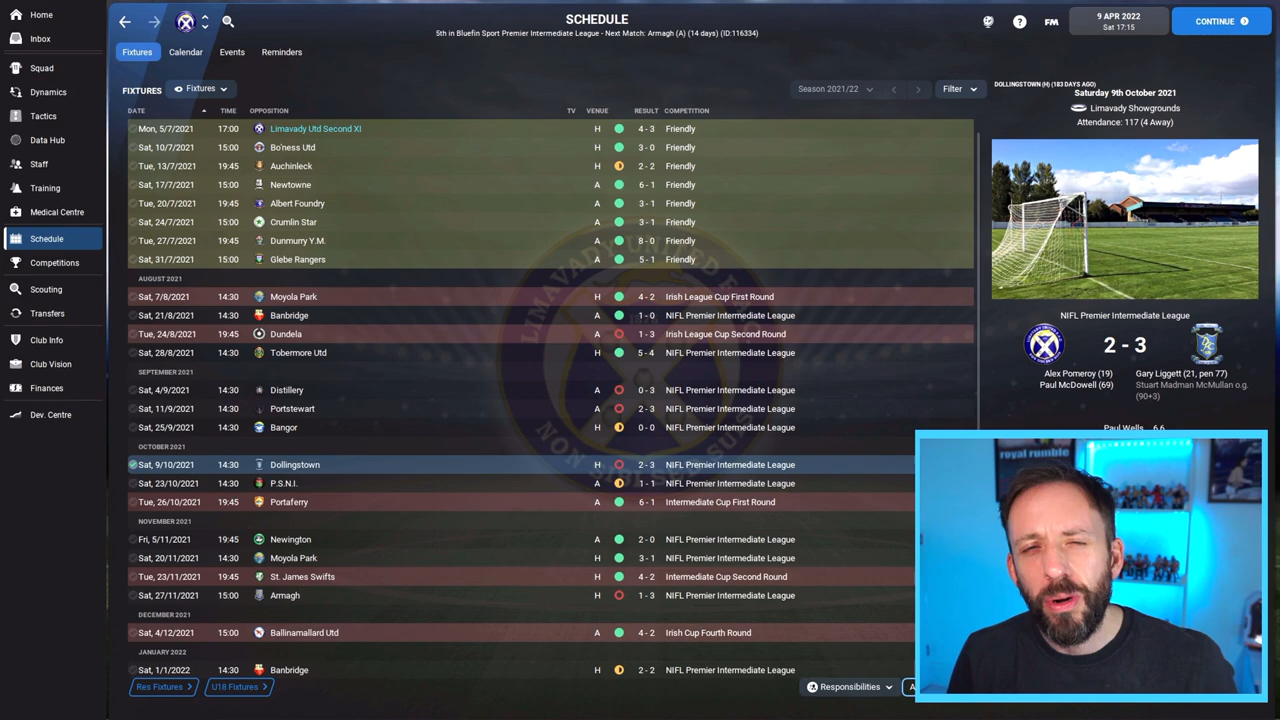 Home
Inbox
Squad
Dynamics
Tactics
Data Hub
Staff
Training
Medical Centre
Schedule
Competitions
Scouting
Transfers
Club Info
Club Vision
Finances
Dev. Centre
SCHEDULE
5th in Bluefin Sport Premier Intermediate League - Next Match: Armagh (A) (14 days) (ID:116334)
FM
9 APR 2022
Sat 17:15
CONTINUE
Fixtures Calendar Events Reminders
FIXTURES Fixtures Season 2021/22 Filter
DATE TIME OPPOSITION TV VENUE RESULT COMPETITION
Mon, 5/7/2021 17:00 Limavady Utd Second XI H 4 - 3 Friendly
Sat, 10/7/2021 15:00 Bo'ness Utd H 3 - 0 Friendly
Tue, 13/7/2021 19:45 Auchinleck H 2 - 2 Friendly
Sat, 17/7/2021 15:00 Newtowne A 6 - 1 Friendly
Tue, 20/7/2021 19:45 Albert Foundry A 3 - 1 Friendly
Sat, 24/7/2021 15:00 Crumlin Star A 3 - 1 Friendly
Tue, 27/7/2021 19:45 Dunmurry Y.M. A 8 - 0 Friendly
Sat, 31/7/2021 15:00 Glebe Rangers A 5 - 1 Friendly
AUGUST 2021
Sat, 7/8/2021 14:30 Moyola Park H 4 - 2 Irish League Cup First Round
Sat, 21/8/2021 14:30 Banbridge A 1 - 0 NIFL Premier Intermediate League
Tue, 24/8/2021 19:45 Dundela A 1 - 3 Irish League Cup Second Round
Sat, 28/8/2021 14:30 Tobermore Utd H 5 - 4 NIFL Premier Intermediate League
SEPTEMBER 2021
Sat, 4/9/2021 14:30 Distillery A 0 - 3 NIFL Premier Intermediate League
Sat, 11/9/2021 14:30 Portstewart A 2 - 3 NIFL Premier Intermediate League
Sat, 25/9/2021 14:30 Bangor H 0 - 0 NIFL Premier Intermediate League
OCTOBER 2021
Sat, 9/10/2021 14:30 Dollingstown H 2 - 3 NIFL Premier Intermediate League
Sat, 23/10/2021 14:30 P.S.N.I. A 1 - 1 NIFL Premier Intermediate League
Tue, 26/10/2021 19:45 Portaferry A 6 - 1 Intermediate Cup First Round
NOVEMBER 2021
Fri, 5/11/2021 19:45 Newington A 2 - 0 NIFL Premier Intermediate League
Sat, 20/11/2021 14:30 Moyola Park H 3 - 1 NIFL Premier Intermediate League
Tue, 23/11/2021 19:45 St. James Swifts H 4 - 2 Intermediate Cup Second Round
Sat, 27/11/2021 15:00 Armagh H 1 - 3 NIFL Premier Intermediate League
DECEMBER 2021
Sat, 4/12/2021 15:00 Ballinamallard Utd A 4 - 2 Irish Cup Fourth Round
JANUARY 2022
Sat, 1/1/2022 14:30 Banbridge H 2 - 2 NIFL Premier Intermediate League
Res Fixtures U18 Fixtures Responsibilities
DOLLINGSTOWN (H) (183 DAYS AGO)
Saturday 9th October 2021
Limavady Showgrounds
Attendance: 117 (4 Away)
NIFL Premier Intermediate League
2 - 3
Alex Pomeroy (19) Gary Liggett (21, pen 77)
Paul McDowell (69) Stuart Madman McMullan o.g.
(90+3)
Paul Wells 6.6
royal rumble